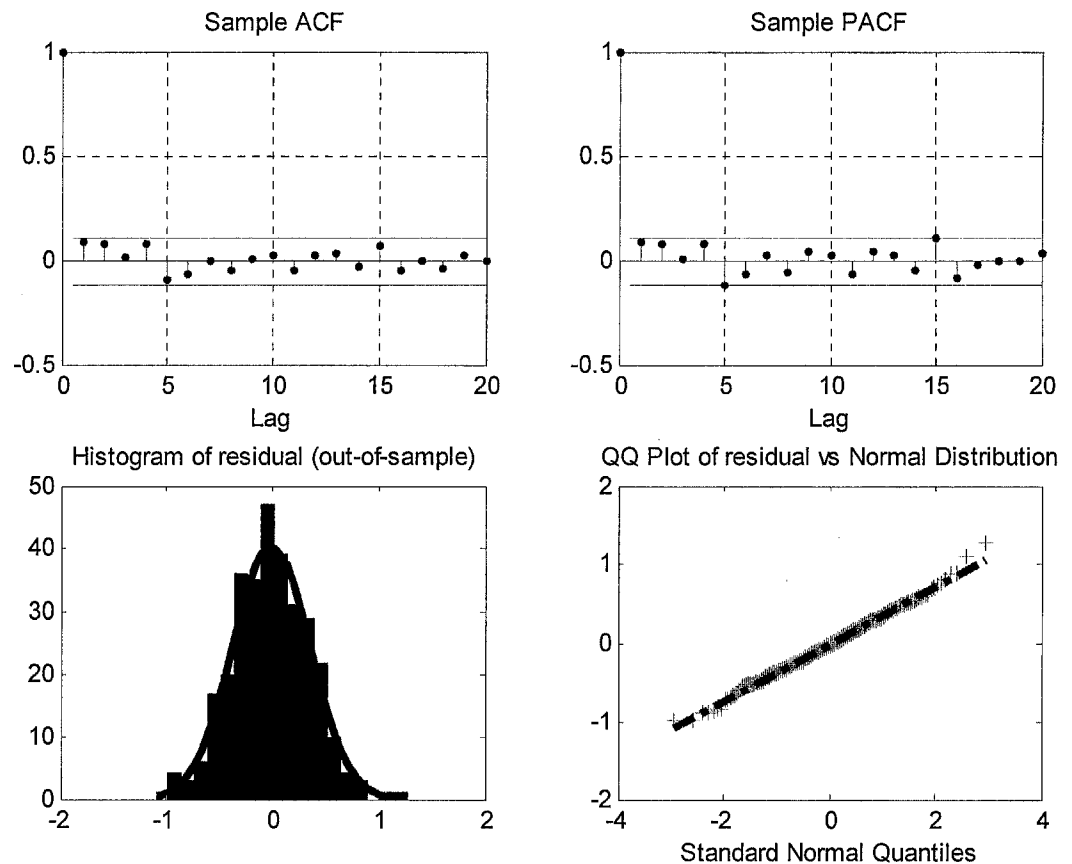 Sample ACF
1
0.5
0
-0.5
0 5 10 15 20
Lag
Sample PACF
1
0.5
0
-0.5
0 5 10 15 20
Lag
Histogram of residual (out-of-sample)
50
40
30
20
10
0
-2 -1 0 1 2
QQ Plot of residual vs Normal Distribution
2
1
0
-1
-2
-4 -2 0 2 4
Standard Normal Quantiles